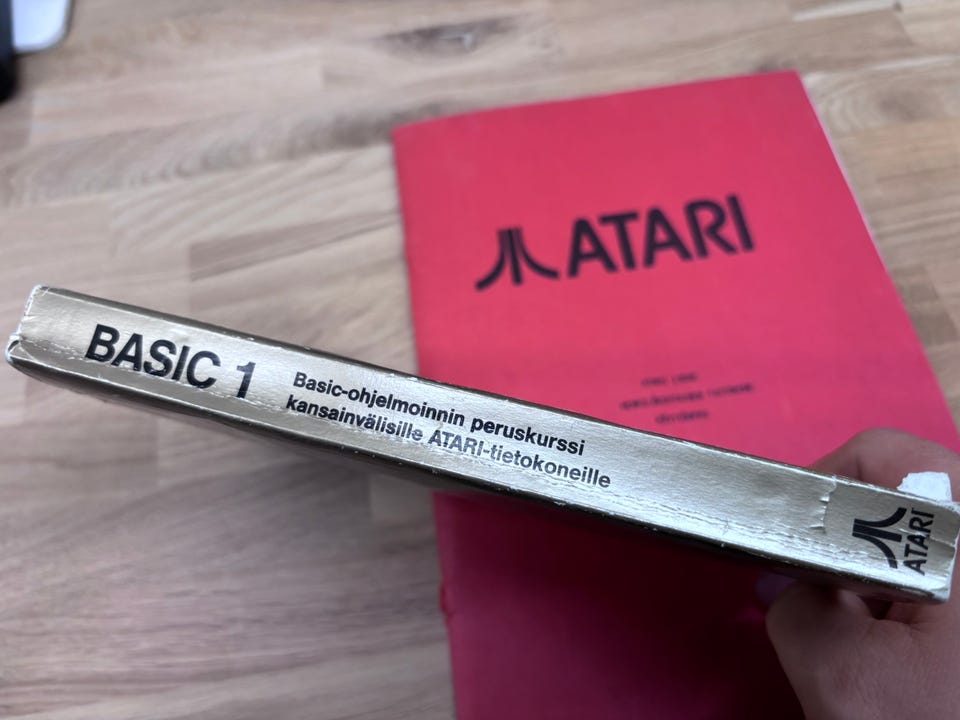 ATARI
BASIC 1
Basic-ohjelmoinnin peruskurssi
kansainvälisille ATARI-tietokoneille
ATARI